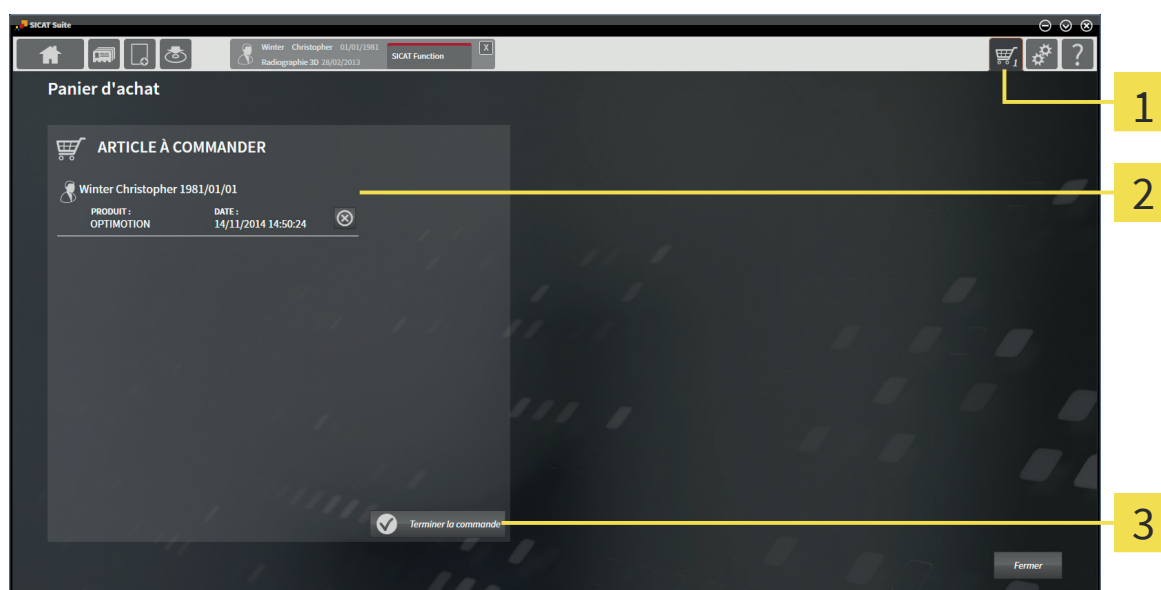 SICAT Suite
Winter Christopher 01/01/1981
Radiographie 3D 28/02/2013
SICAT Function
X
1
?
Panier d'achat
1
ARTICLE À COMMANDER
Winter Christopher 1981/01/01
2
PRODUIT : DATE :
OPTIMOTION 14/11/2014 14:50:24
Terminer la commande
3
Fermer